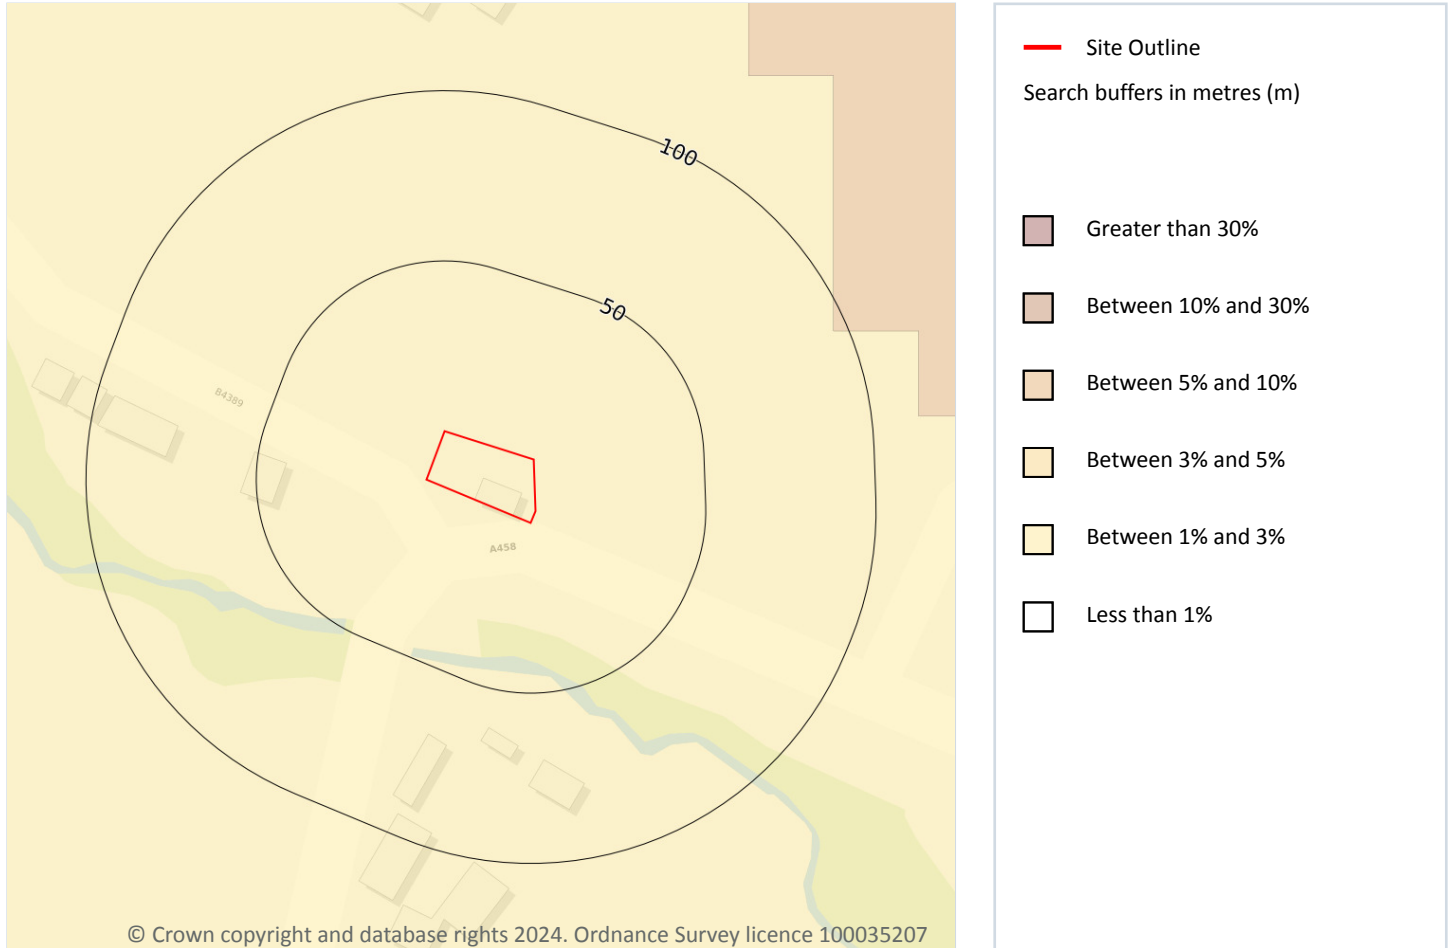 100
50
B4389
A458
© Crown copyright and database rights 2024. Ordnance Survey licence 100035207
Site Outline
Search buffers in metres (m)
Greater than 30%
Between 10% and 30%
Between 5% and 10%
Between 3% and 5%
Between 1% and 3%
Less than 1%